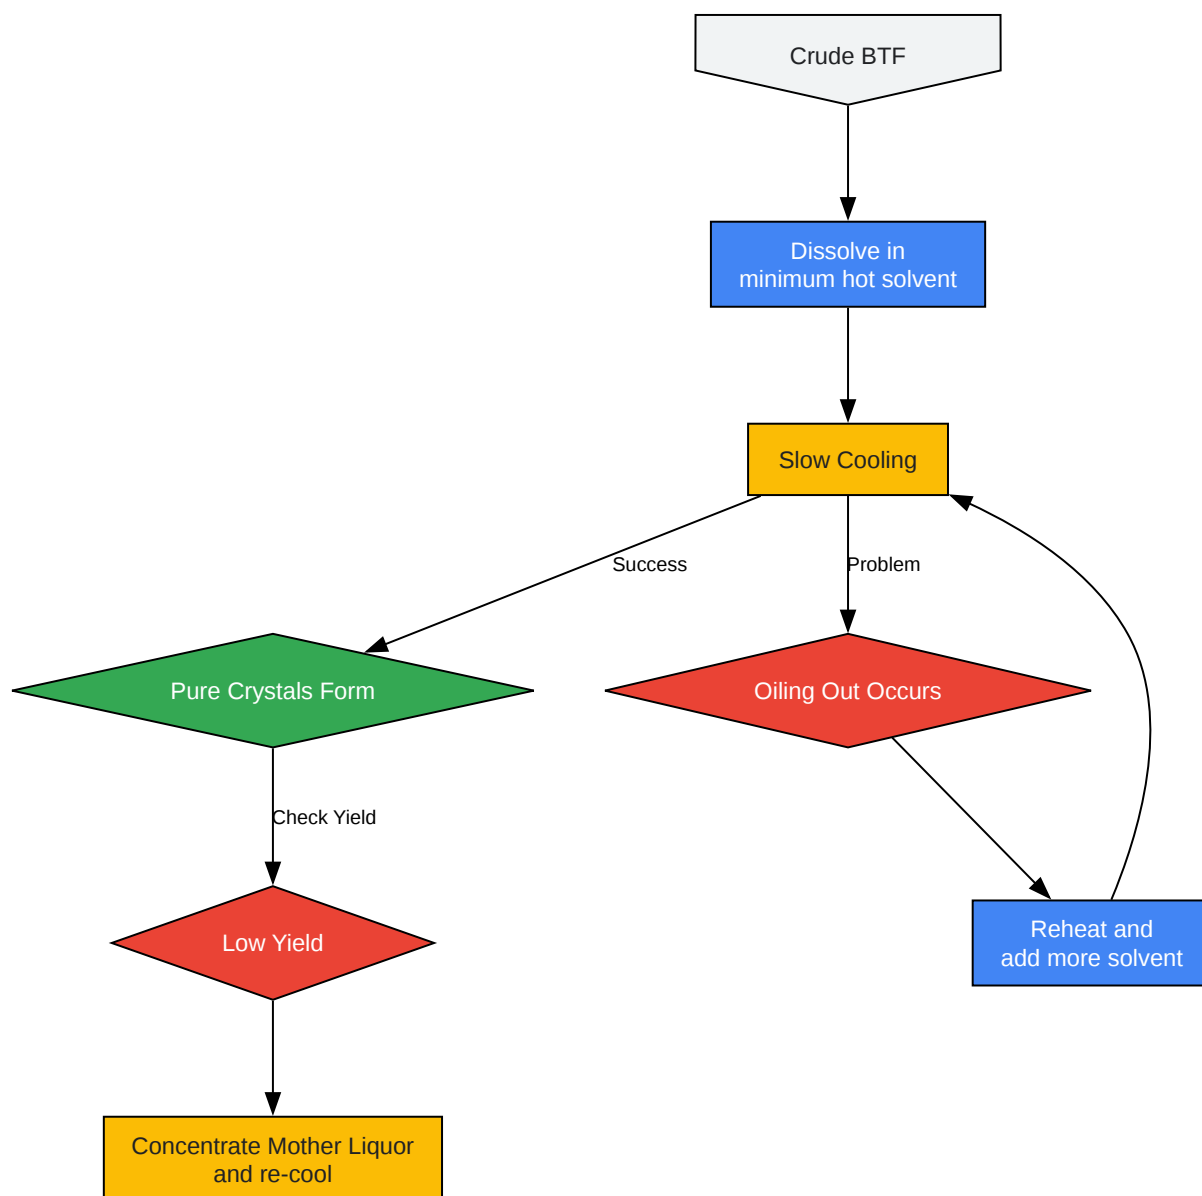 Crude BTF
Dissolve in
minimum hot solvent
Slow Cooling
Success
Problem
Pure Crystals Form
Oiling Out Occurs
Check Yield
Low Yield
Reheat and
add more solvent
Concentrate Mother Liquor
and re-cool